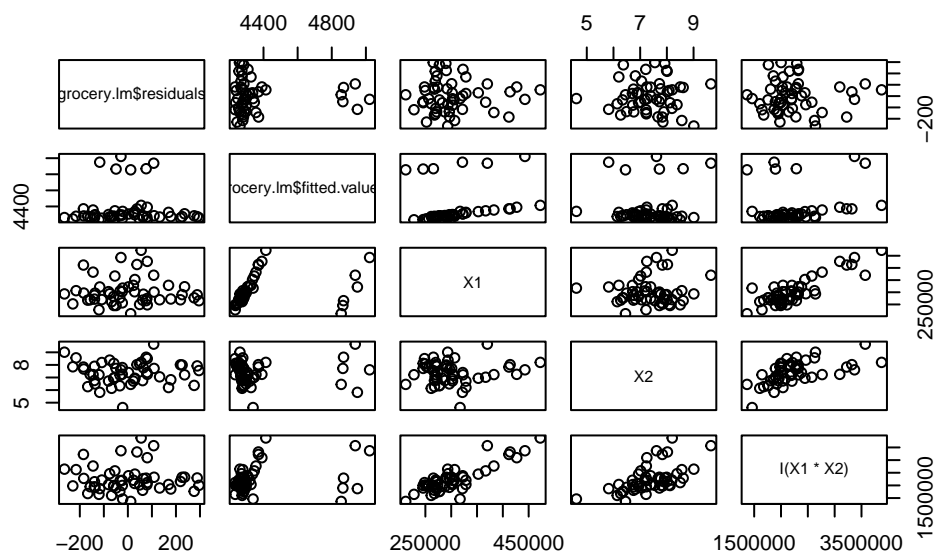 4400 4800
5 7 9
grocery.lm$residuals
-200
4400
rocery.lm$fitted.value
X1
250000
8
5
X2
I(X1 * X2)
1500000
-200 0 200
250000 450000
1500000 3500000